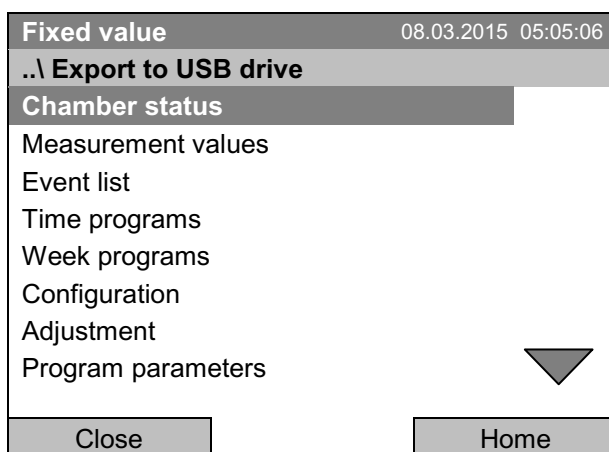 Fixed value 08.03.2015 05:05:06
..\ Export to USB drive
Chamber status
Measurement values
Event list
Time programs
Week programs
Configuration
Adjustment
Program parameters
Close Home